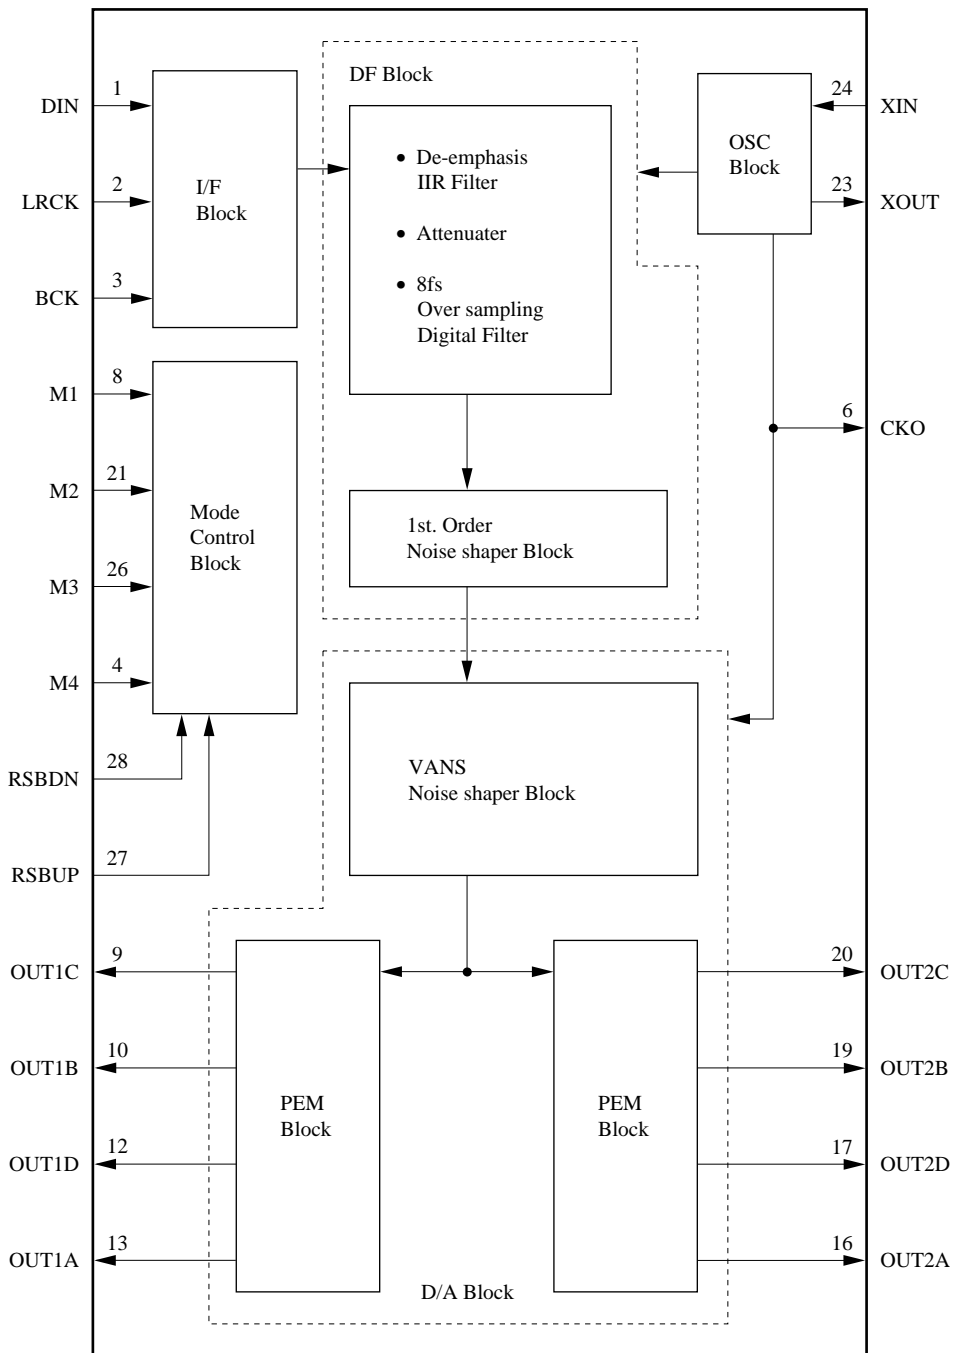 DF Block
DIN
1
LRCK
2
BCK
3
I/F
Block
• De-emphasis
IIR Filter
• Attenuater
• 8fs
Over sampling
Digital Filter
OSC
Block
24
XIN
23
XOUT
6
CKO
M1
8
M2
21
M3
26
M4
4
Mode
Control
Block
RSBDN
28
RSBUP
27
1st. Order
Noise shaper Block
VANS
Noise shaper Block
OUT1C
9
OUT1B
10
OUT1D
12
OUT1A
13
PEM
Block
PEM
Block
20
OUT2C
19
OUT2B
17
OUT2D
16
OUT2A
D/A Block